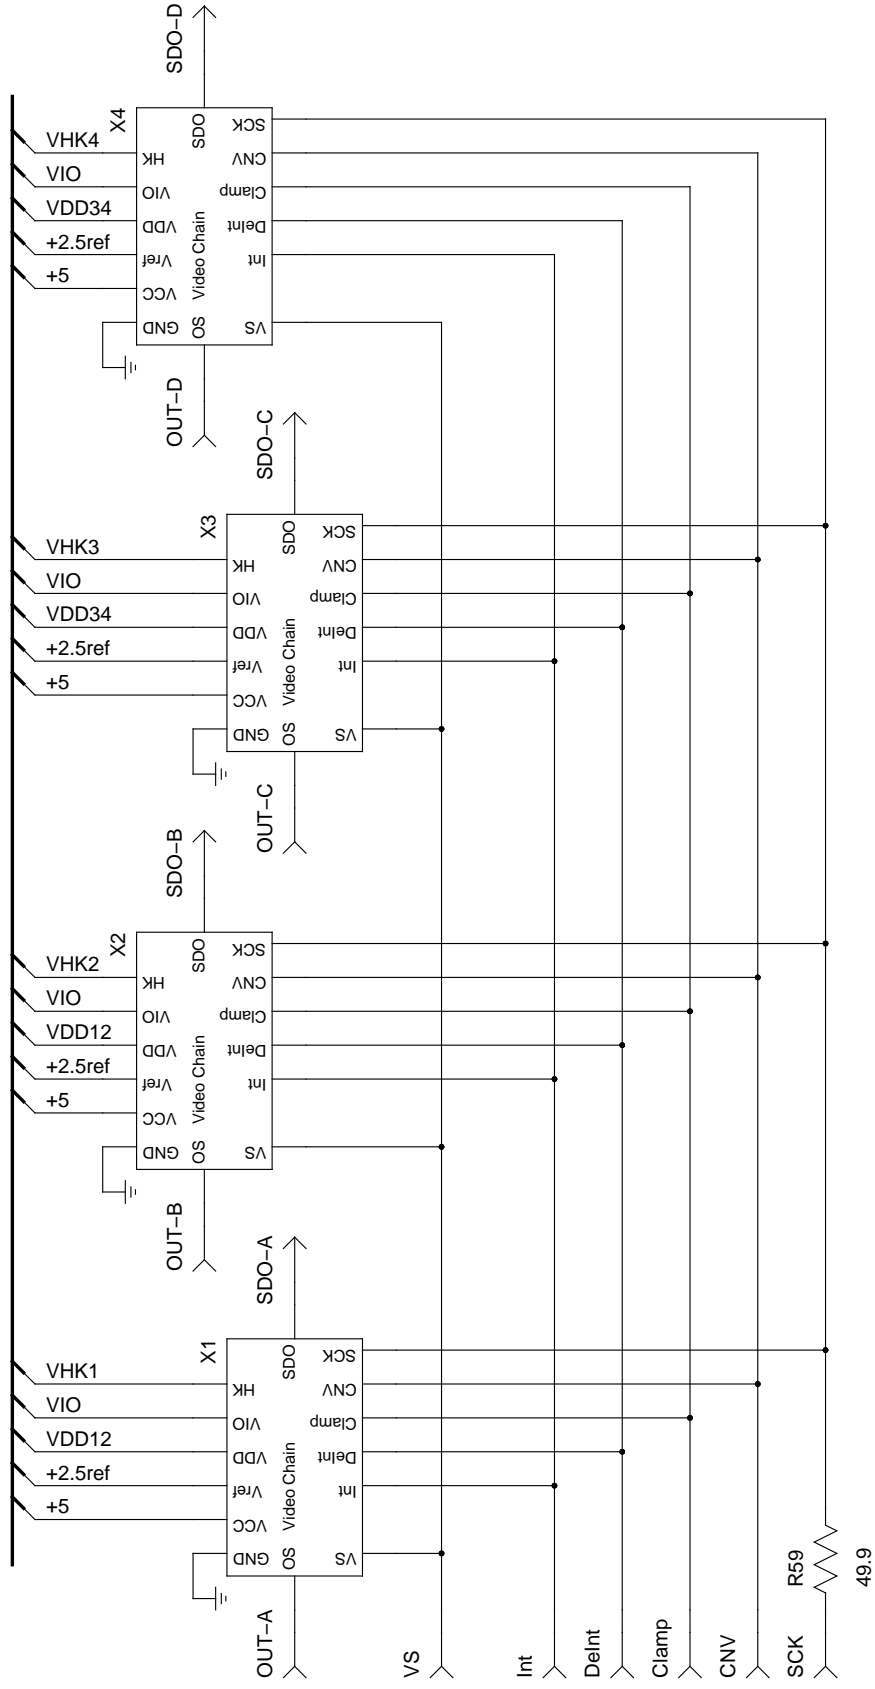 SDO−D
X4
VHK4
VIO
VDD34
+2.5ref
+5
HK
VIO
VDD
Vref
VCC
GND
SDO
Video Chain
OS
SCK
CNV
Clamp
DeInt
Int
VS
OUT−D
SDO−C
X3
VHK3
VIO
VDD34
+2.5ref
+5
HK
VIO
VDD
Vref
VCC
GND
SDO
Video Chain
OS
SCK
CNV
Clamp
DeInt
Int
VS
OUT−C
SDO−B
X2
VHK2
VIO
VDD12
+2.5ref
+5
HK
VIO
VDD
Vref
VCC
GND
SDO
Video Chain
OS
SCK
CNV
Clamp
DeInt
Int
VS
OUT−B
SDO−A
X1
VHK1
VIO
VDD12
+2.5ref
+5
HK
VIO
VDD
Vref
VCC
GND
SDO
Video Chain
OS
SCK
CNV
Clamp
DeInt
Int
VS
OUT−A
VS
Int
DeInt
Clamp
CNV
SCK
R59
49.9